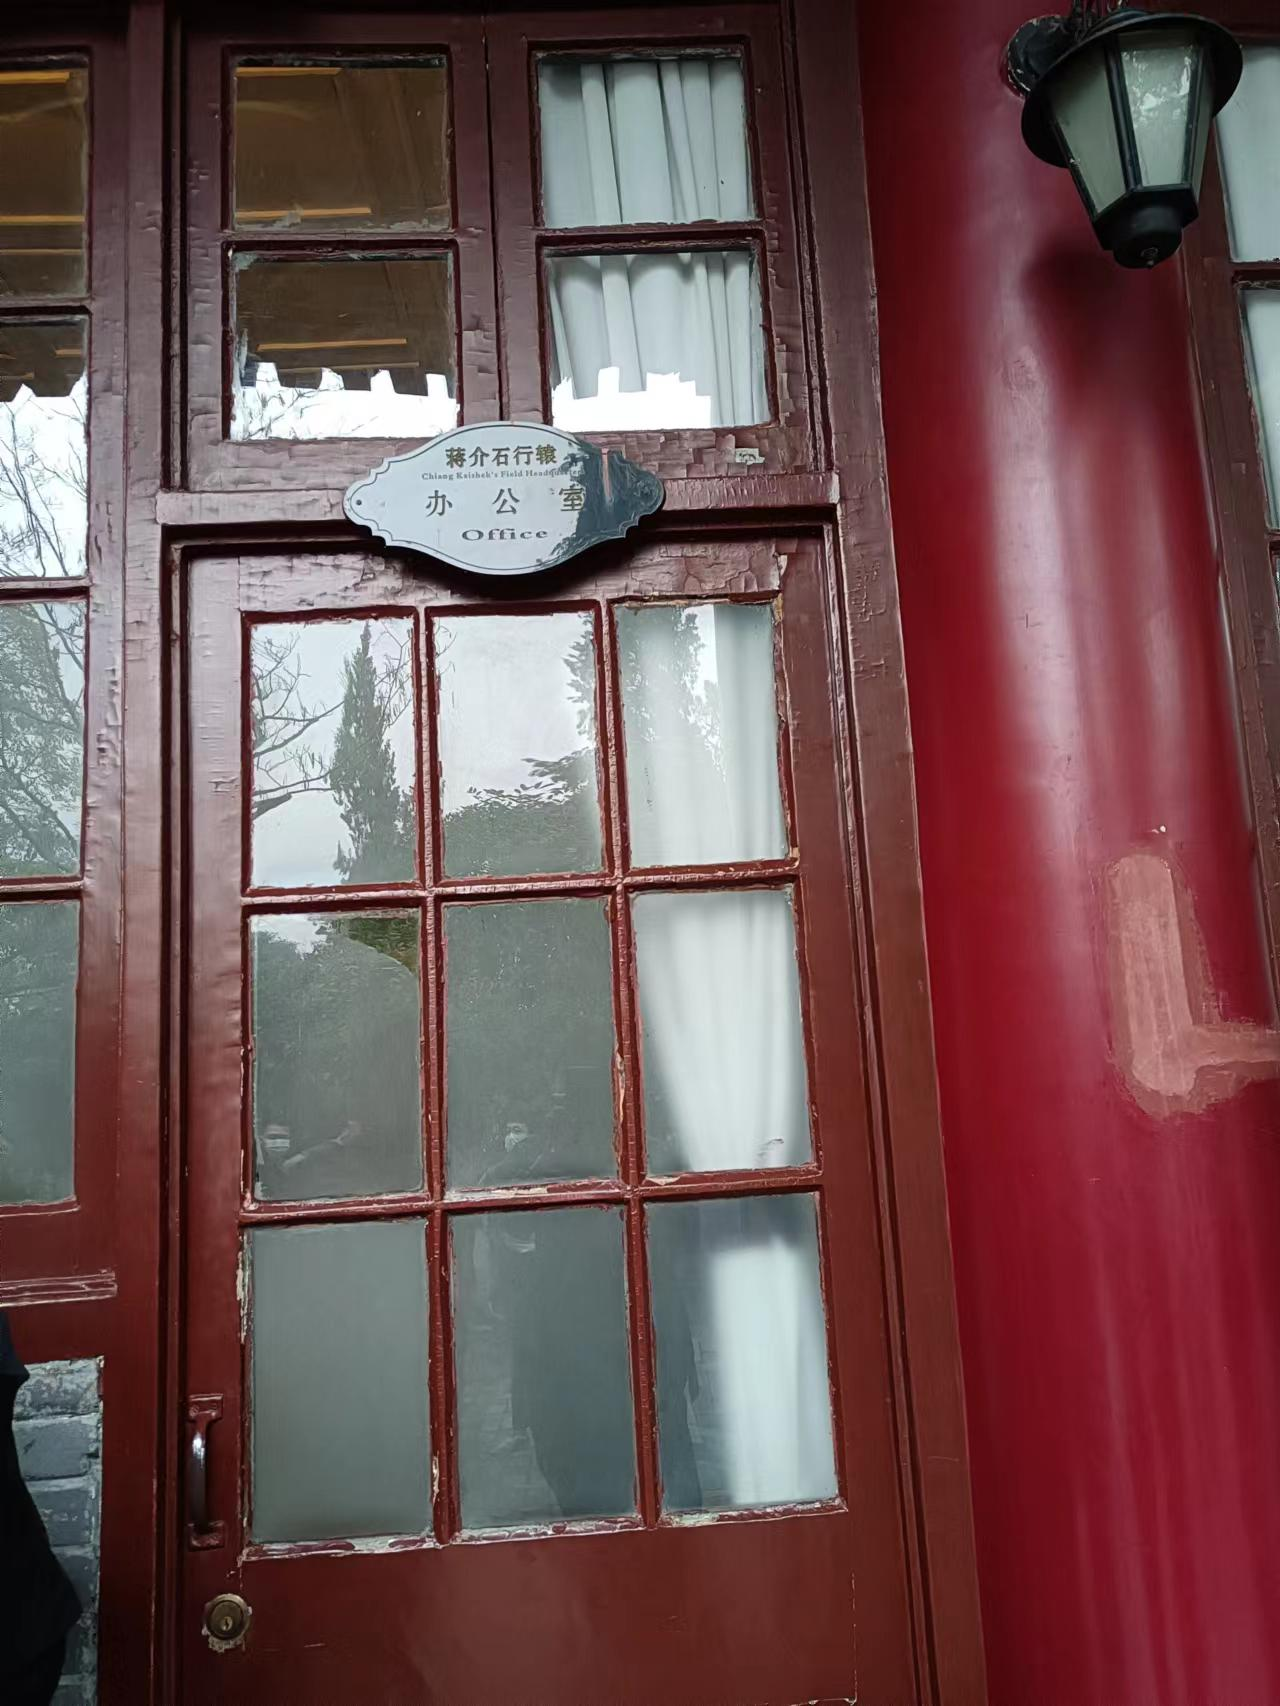 蒋介石行辕
Chiang Kaishek's Field Headquarters
办公室
Office